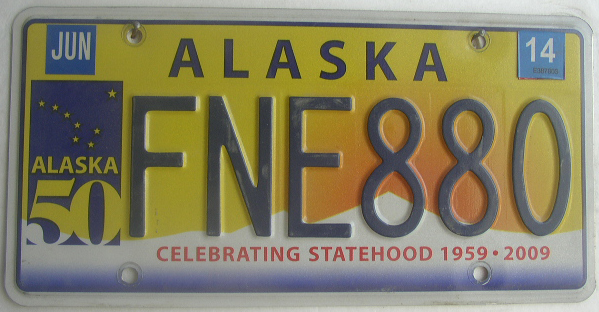 JUN
14
ALASKA
FNE880
ALASKA
50
CELEBRATING STATEHOOD 1959 • 2009